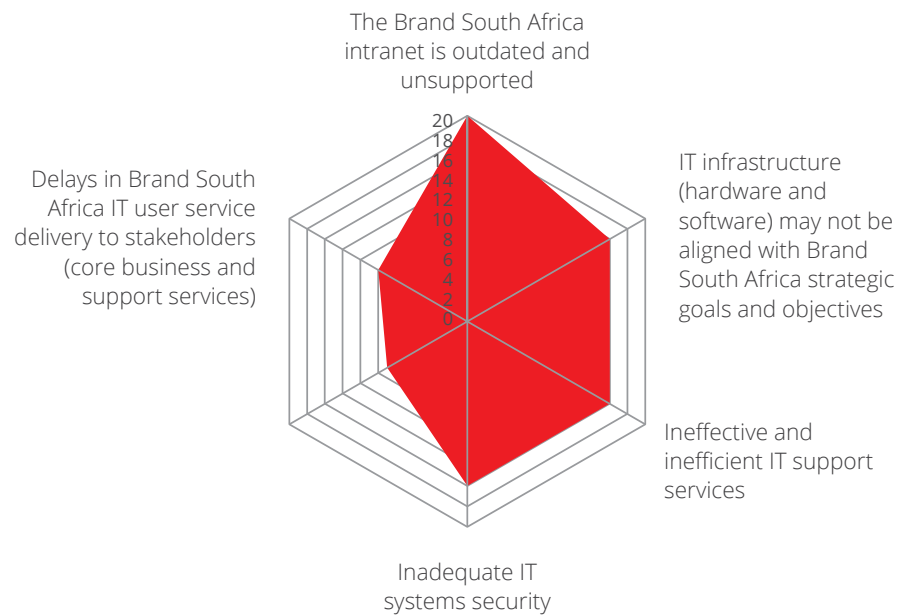 The Brand South Africa
intranet is outdated and
unsupported
20
18
16
14
12
10
8
6
4
2
0
IT infrastructure
(hardware and
software) may not be
aligned with Brand
South Africa strategic
goals and objectives
Ineffective and
inefficient IT support
services
Inadequate IT
systems security
Delays in Brand South
Africa IT user service
delivery to stakeholders
(core business and
support services)